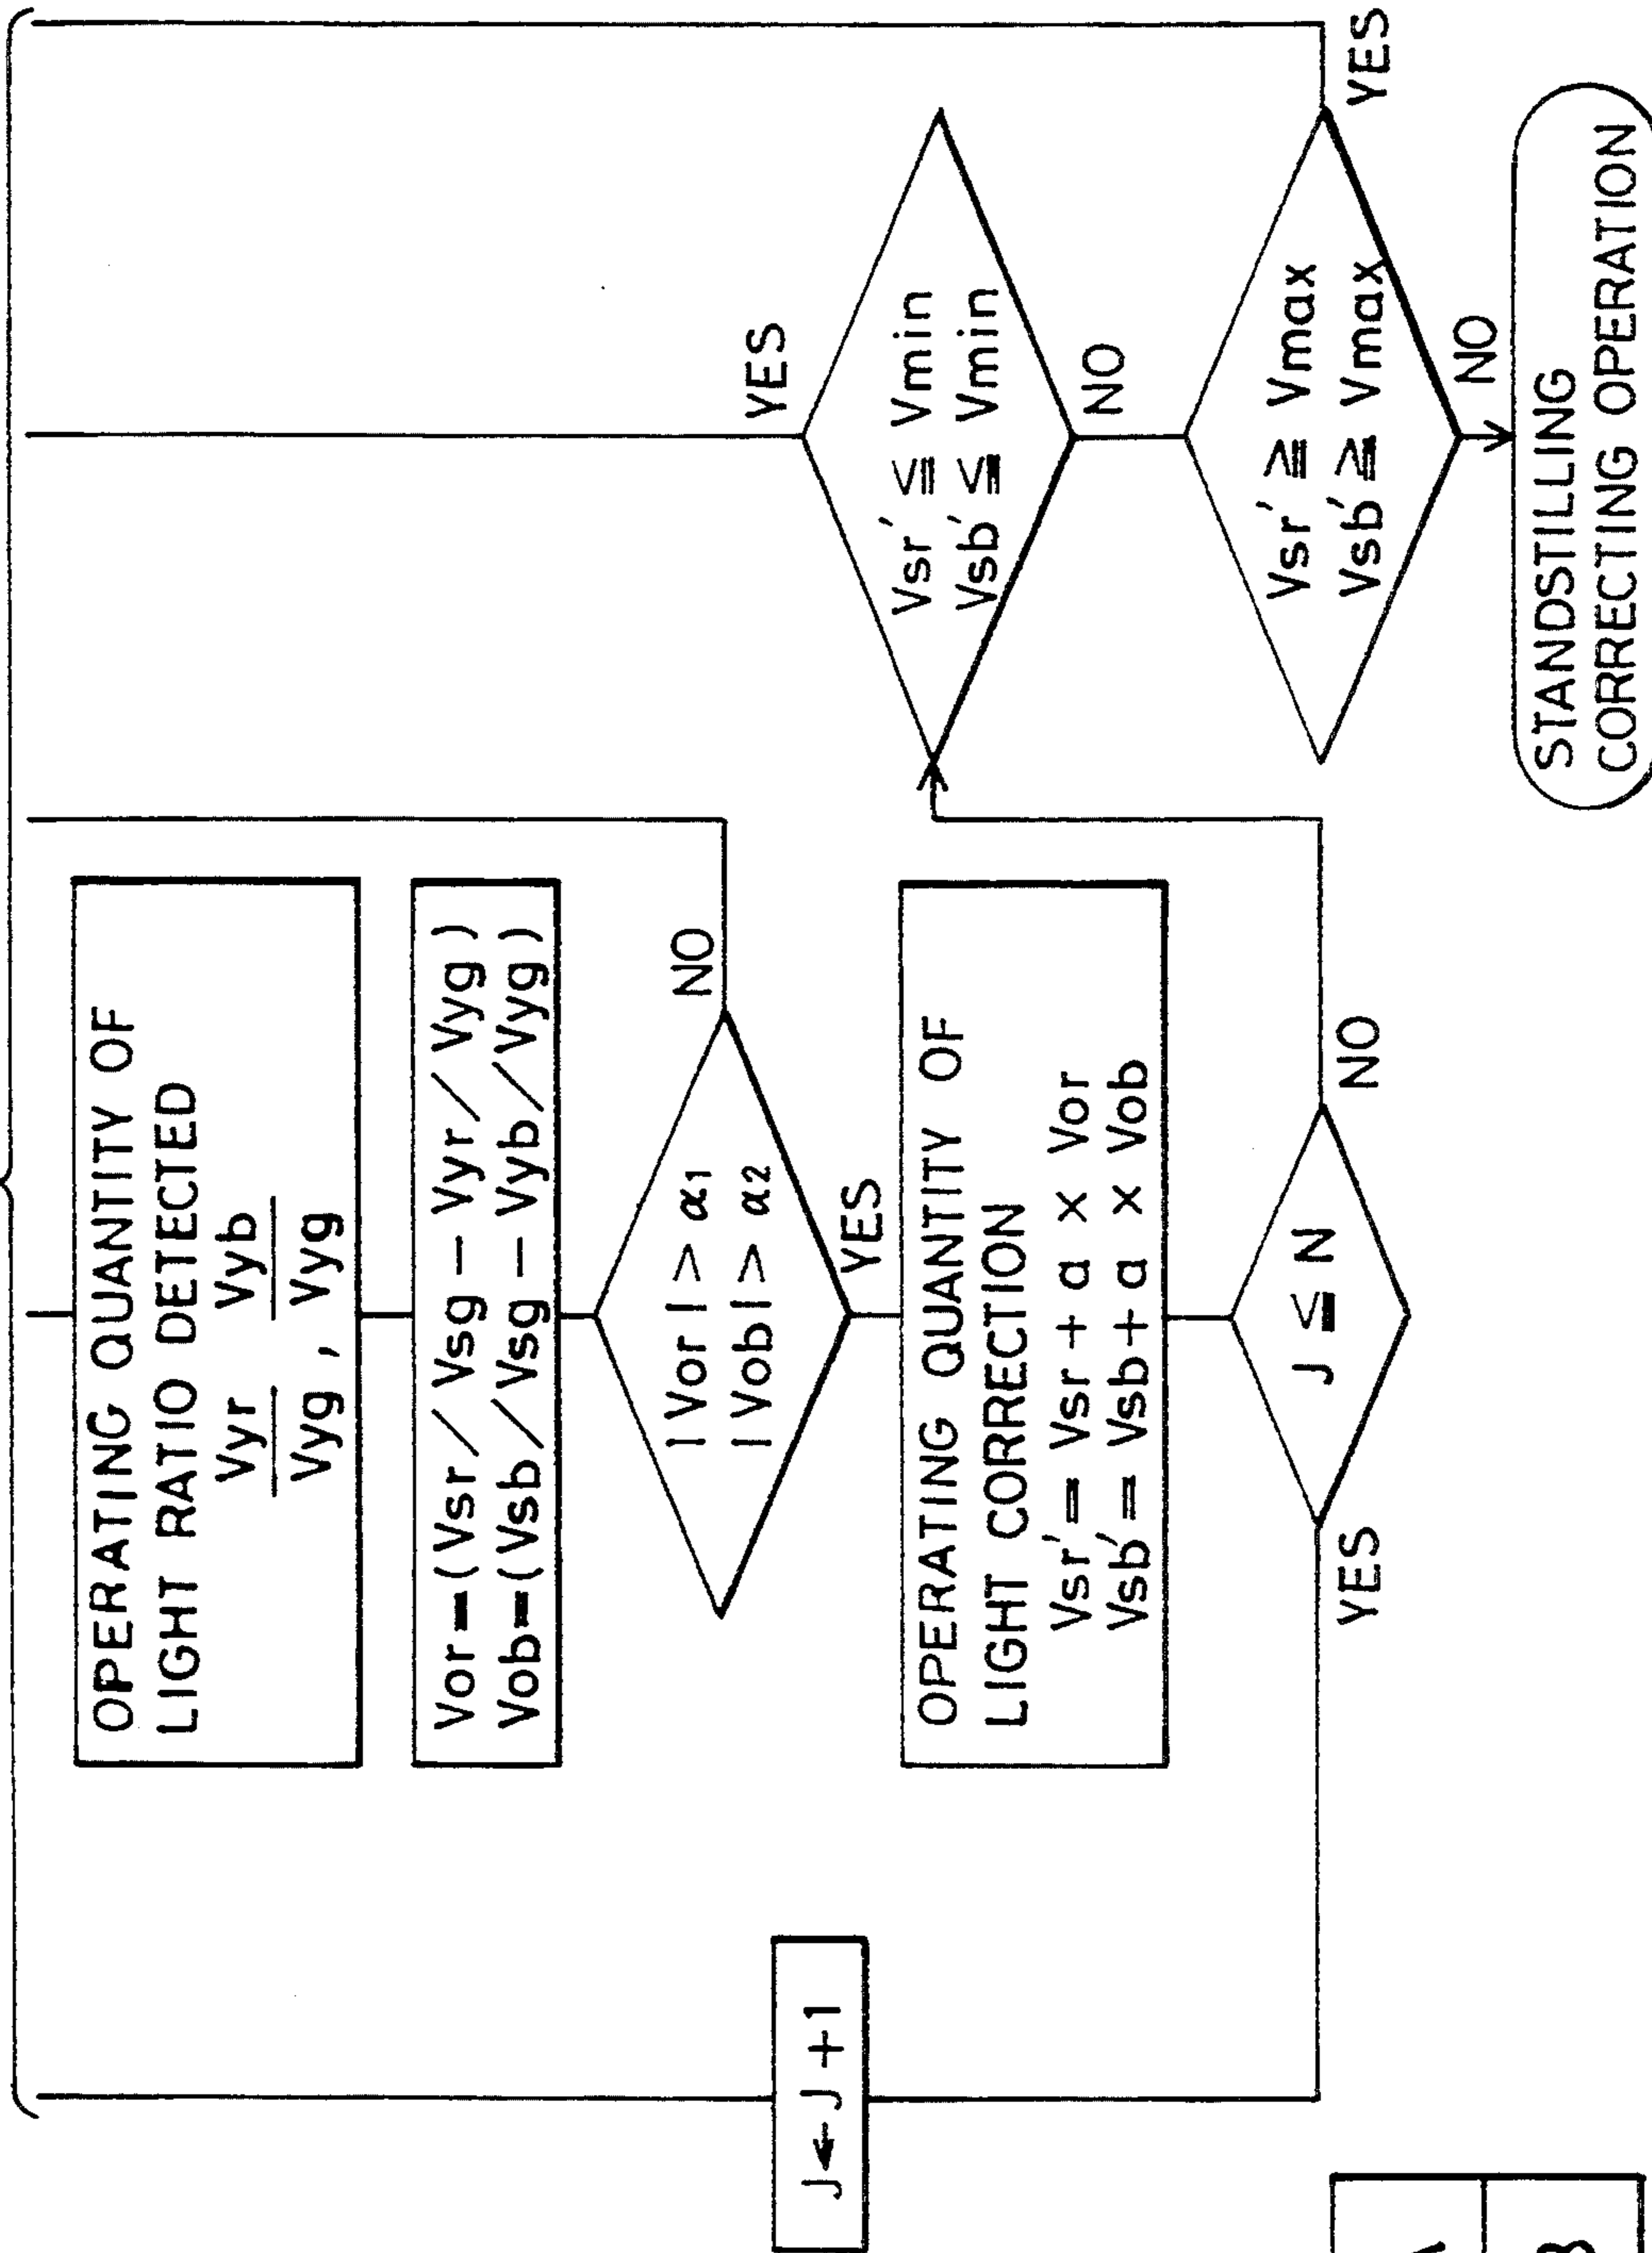 OPERATING QUANTITY OF
LIGHT RATIO DETECTED
Vyr Vyb
Vyg , Vyg
Vor=(Vsr/Vsg-Vyr/Vyg)
Vob=(Vsb/Vsg-Vyb/Vyg)
|Vor|>α1
|Vob|>α2
NO
YES
OPERATING QUANTITY OF
LIGHT CORRECTION
Vsr'=Vsr+a x Vor
Vsb'=Vsb+a x Vob
J≦N
YES
NO
J←J+1
YES
Vsr'≦Vmin
Vsb'≦Vmin
NO
Vsr'≧Vmax
Vsb'≧Vmax
YES
NO
STANDSTILLING
CORRECTING OPERATION